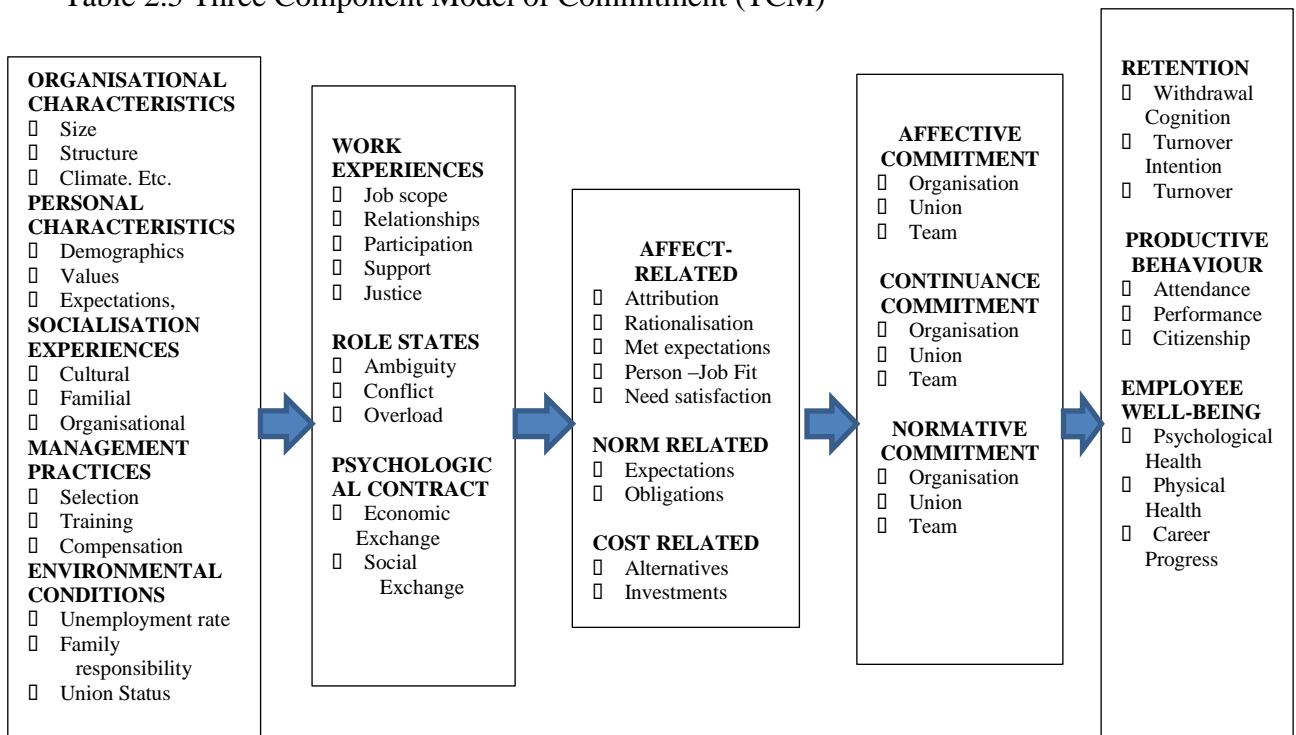 Table 2.3 Three Component Model of Commitment (TCM)
ORGANISATIONAL
CHARACTERISTICS
▯ Size
▯ Structure
▯ Climate. Etc.
PERSONAL
CHARACTERISTICS
▯ Demographics
▯ Values
▯ Expectations,
SOCIALISATION
EXPERIENCES
▯ Cultural
▯ Familial
▯ Organisational
MANAGEMENT
PRACTICES
▯ Selection
▯ Training
▯ Compensation
ENVIRONMENTAL
CONDITIONS
▯ Unemployment rate
▯ Family
responsibility
▯ Union Status
WORK
EXPERIENCES
▯ Job scope
▯ Relationships
▯ Participation
▯ Support
▯ Justice
ROLE STATES
▯ Ambiguity
▯ Conflict
▯ Overload
PSYCHOLOGIC
AL CONTRACT
▯ Economic
Exchange
▯ Social
Exchange
AFFECT-
RELATED
▯ Attribution
▯ Rationalisation
▯ Met expectations
▯ Person –Job Fit
▯ Need satisfaction
NORM RELATED
▯ Expectations
▯ Obligations
COST RELATED
▯ Alternatives
▯ Investments
AFFECTIVE
COMMITMENT
▯ Organisation
▯ Union
▯ Team
CONTINUANCE
COMMITMENT
▯ Organisation
▯ Union
▯ Team
NORMATIVE
COMMITMENT
▯ Organisation
▯ Union
▯ Team
RETENTION
▯ Withdrawal
Cognition
▯ Turnover
Intention
▯ Turnover
PRODUCTIVE
BEHAVIOUR
▯ Attendance
▯ Performance
▯ Citizenship
EMPLOYEE
WELL-BEING
▯ Psychological
Health
▯ Physical
Health
▯ Career
Progress